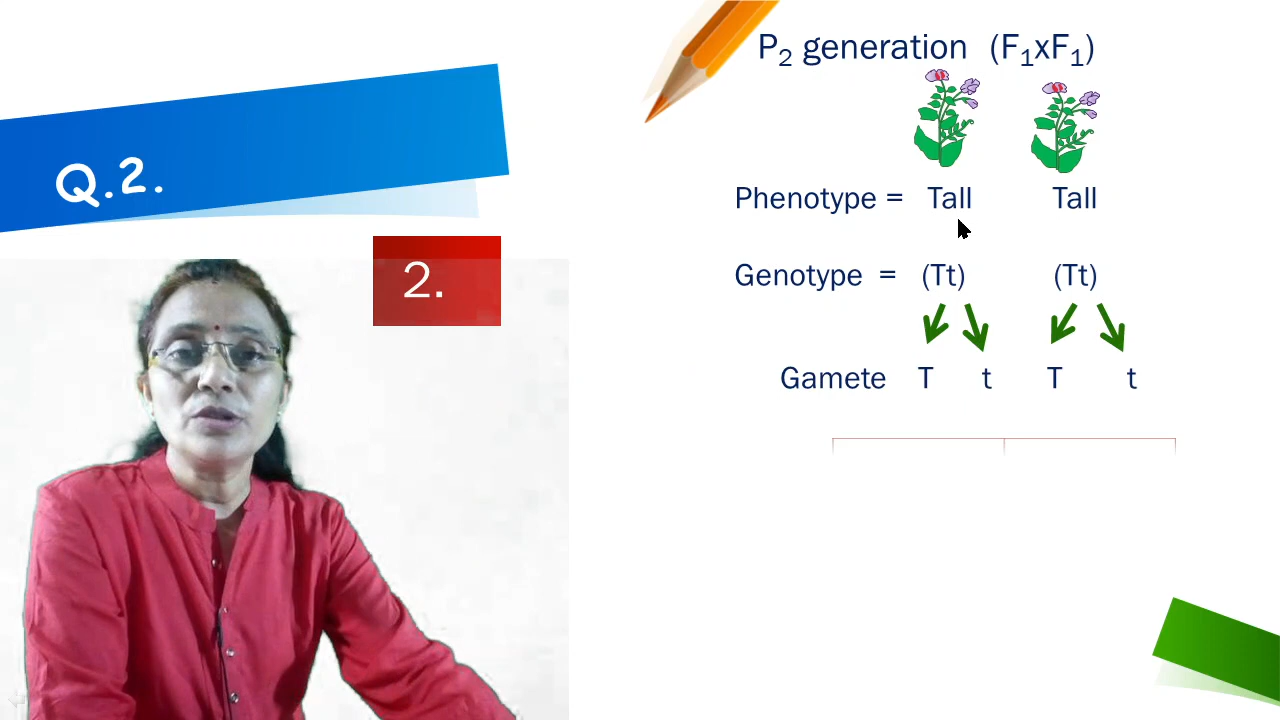 Q.2.
2.
P₂ generation (F₁xF₁)
Phenotype = Tall Tall
Genotype = (Tt) (Tt)
Gamete T t T t